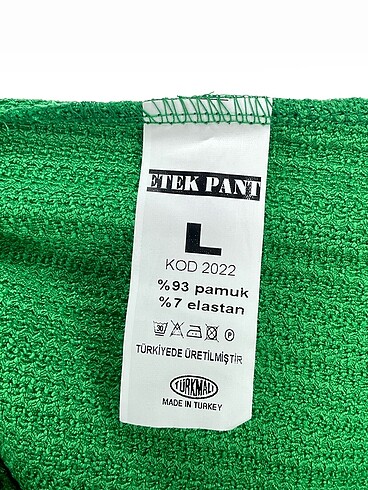 ETEK PANT
L
KOD 2022
%93 pamuk
%7 elastan
30 A P
TÜRKİYEDE ÜRETİLMİŞTİR
TÜRKMALI
MADE IN TURKEY